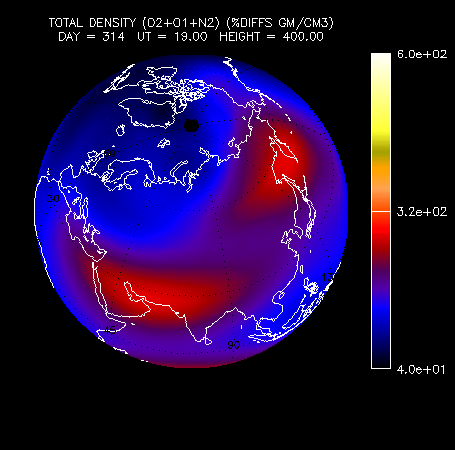 TOTAL DENSITY (O2+O1+N2) (%DIFFS GM/CM3)
DAY = 314 UT = 19.00 HEIGHT = 400.00
6.0e+02
3.2e+02
4.0e+01
0
90